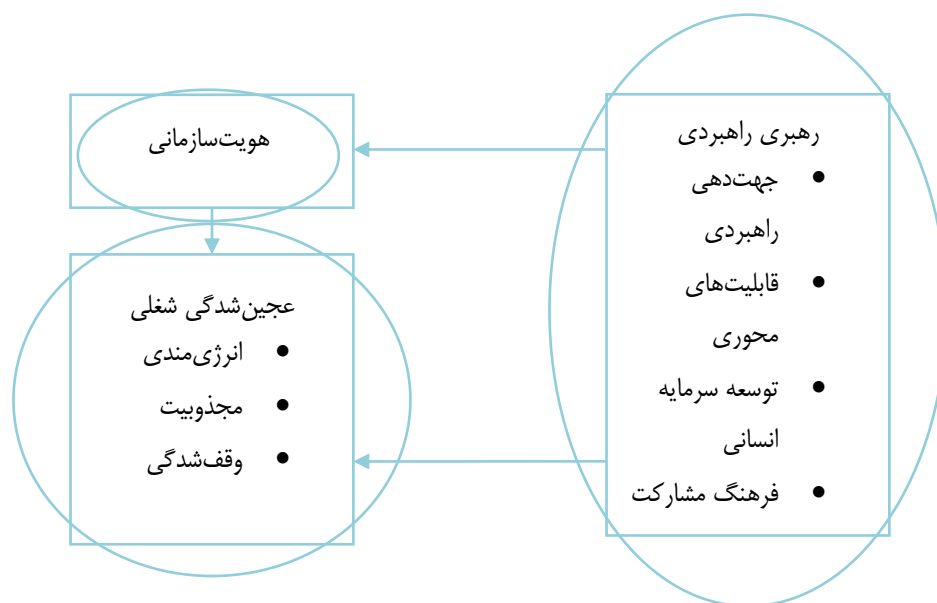 رهبری راهبردی
• جهت‌دهی
راهبردی
• قابلیت‌های
محوری
• توسعه سرمایه
انسانی
• فرهنگ مشارکت
هویت‌سازمانی
عجین‌شدگی شغلی
• انرژی‌مندی
• مجذوبیت
• وقف‌شدگی